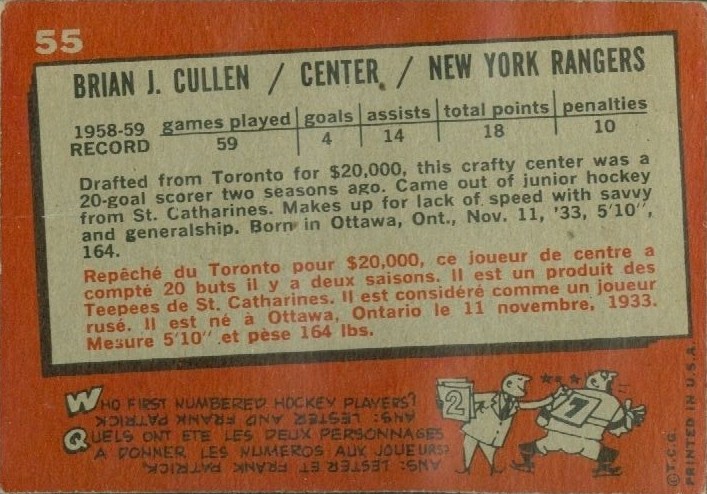 55
BRIAN J. CULLEN / CENTER / NEW YORK RANGERS
1958-59 RECORD games played goals assists total points penalties
59 4 14 18 10
Drafted from Toronto for $20,000, this crafty center was a
20-goal scorer two seasons ago. Came out of junior hockey
from St. Catharines. Makes up for lack of speed with savvy
and generalship. Born in Ottawa, Ont., Nov. 11, '33, 5'10",
164.
Repêché du Toronto pour $20,000, ce joueur de centre a
compté 20 buts il y a deux saisons. Il est un produit des
Teepees de St. Catharines. Il est considéré comme un joueur
rusé. Il est né à Ottawa, Ontario le 11 novembre, 1933.
Mesure 5'10" et pèse 164 lbs.
WHO FIRST NUMBERED HOCKEY PLAYERS?
ANS: LESTER AND FRANK PATRICK
QUELS ONT ETE LES DEUX PERSONNAGES
A DONNER LES NUMEROS AUX JOUEURS?
ANS: LESTER ET FRANK PATRICK
2
7
©T.C.G.
PRINTED IN U.S.A.